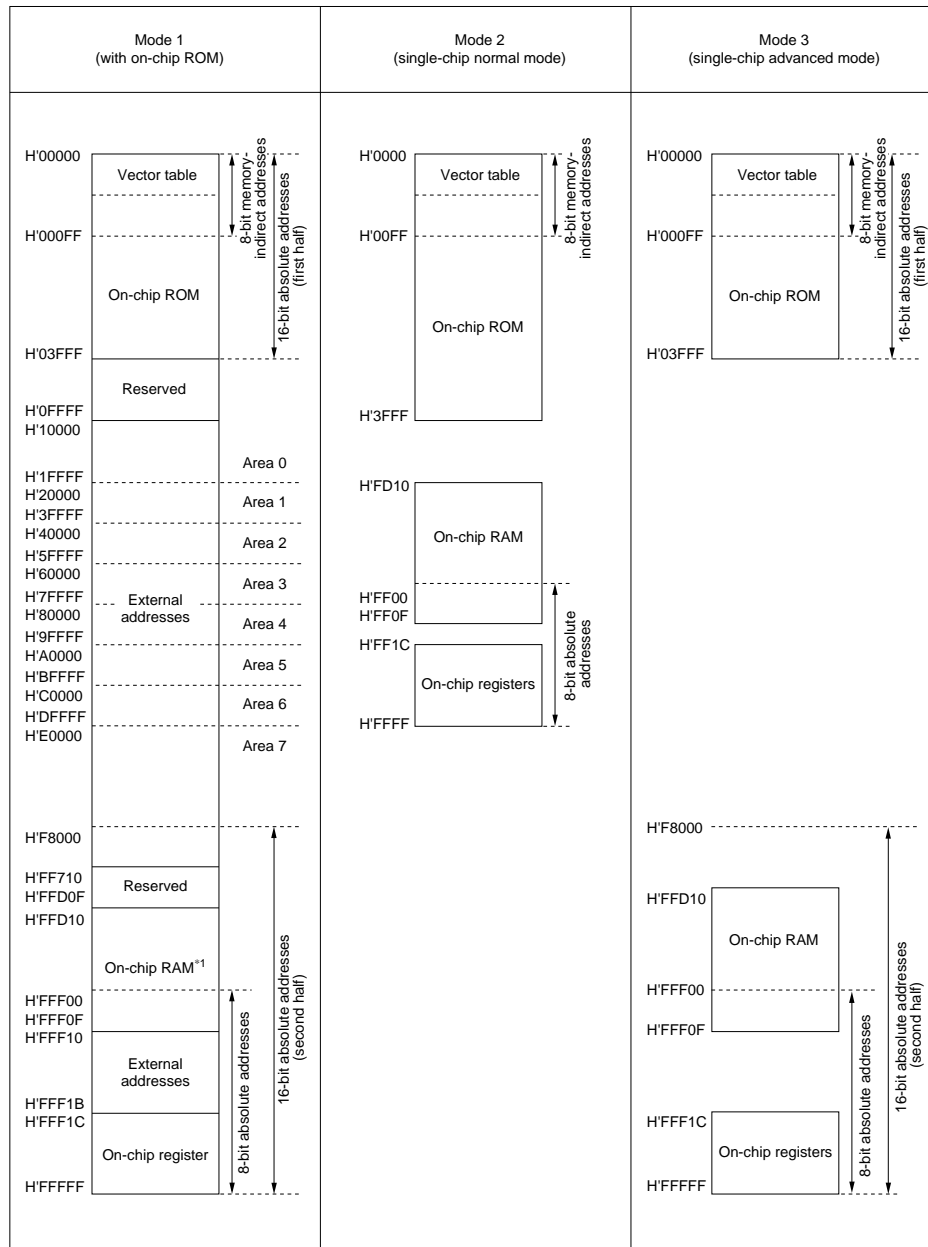 Mode 1
(with on-chip ROM)
Mode 2
(single-chip normal mode)
Mode 3
(single-chip advanced mode)
H'00000
Vector table
H'000FF
On-chip ROM
H'03FFF
Reserved
H'0FFFF
H'10000
Area 0
H'1FFFF
H'20000
Area 1
H'3FFFF
H'40000
Area 2
H'5FFFF
H'60000
Area 3
H'7FFFF
External
addresses
H'80000
Area 4
H'9FFFF
H'A0000
Area 5
H'BFFFF
H'C0000
Area 6
H'DFFFF
H'E0000
Area 7
H'F8000
H'FF710
Reserved
H'FFD0F
H'FFD10
On-chip RAM*1
H'FFF00
H'FFF0F
H'FFF10
External
addresses
H'FFF1B
H'FFF1C
On-chip register
H'FFFFF
8-bit memory-
indirect addresses
16-bit absolute addresses
(first half)
8-bit absolute addresses
16-bit absolute addresses
(second half)
H'0000
Vector table
H'00FF
On-chip ROM
H'3FFF
H'FD10
On-chip RAM
H'FF00
H'FF0F
H'FF1C
On-chip registers
H'FFFF
8-bit memory-
indirect addresses
8-bit absolute
addresses
H'00000
Vector table
H'000FF
On-chip ROM
H'03FFF
H'F8000
H'FFD10
On-chip RAM
H'FFF00
H'FFF0F
H'FFF1C
On-chip registers
H'FFFFF
8-bit memory-
indirect addresses
16-bit absolute addresses
(first half)
8-bit absolute addresses
16-bit absolute addresses
(second half)